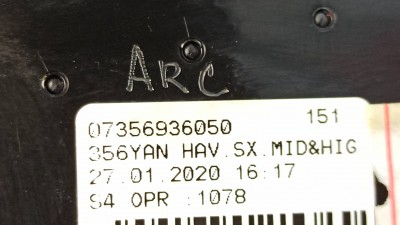 ARC
07356936050 151
356YAN HAV.SX.MID&HIG
27.01.2020 16:17
S4 OPR :1078